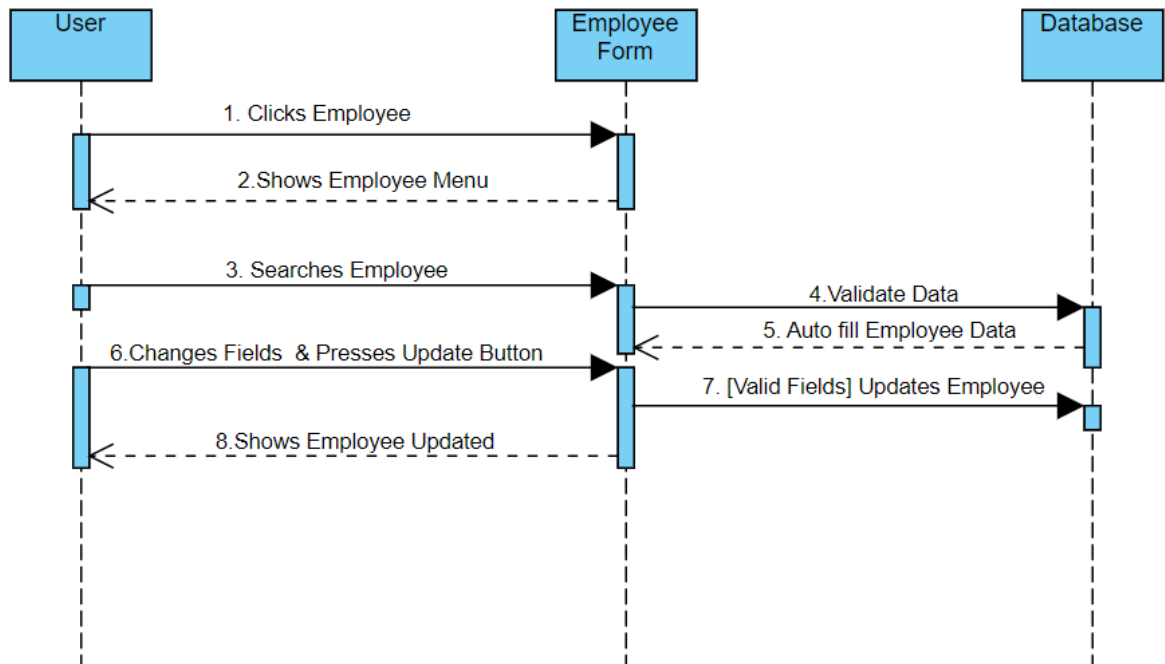 User
Employee
Form
Database
1. Clicks Employee
2.Shows Employee Menu
3. Searches Employee
4.Validate Data
5. Auto fill Employee Data
6.Changes Fields  & Presses Update Button
7. [Valid Fields] Updates Employee
8.Shows Employee Updated